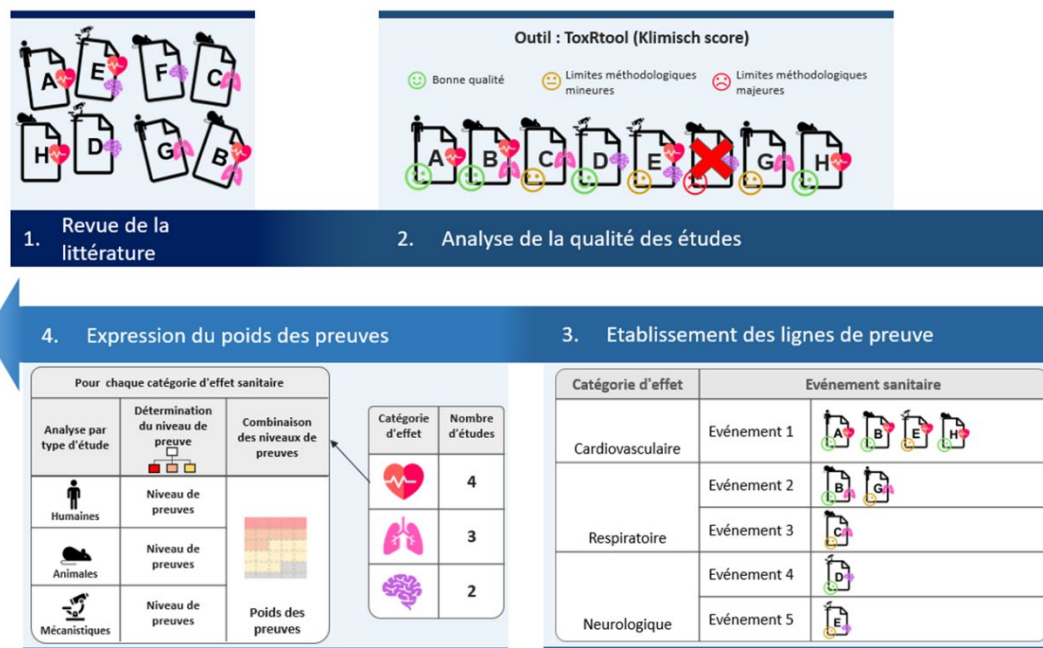 A
E
F
C
H
D
G
B
Outil : ToxRtool (Klimisch score)
Bonne qualité
Limites méthodologiques
mineures
Limites méthodologiques
majeures
A
B
C
D
E
G
H
1. Revue de la
littérature
2. Analyse de la qualité des études
4. Expression du poids des preuves
3. Etablissement des lignes de preuve
Pour chaque catégorie d'effet sanitaire
Analyse par
type d'étude
Détermination
du niveau de
preuve
Combinaison
des niveaux de
preuves
Humaines
Niveau de
preuves
Animales
Niveau de
preuves
Mécanistiques
Niveau de
preuves
Poids des
preuves
Catégorie
d'effet
Nombre
d'études
4
3
2
Catégorie d'effet
Evénement sanitaire
Cardiovasculaire
Evénement 1
A
B
E
H
Respiratoire
Evénement 2
B
G
Evénement 3
C
Neurologique
Evénement 4
D
Evénement 5
E